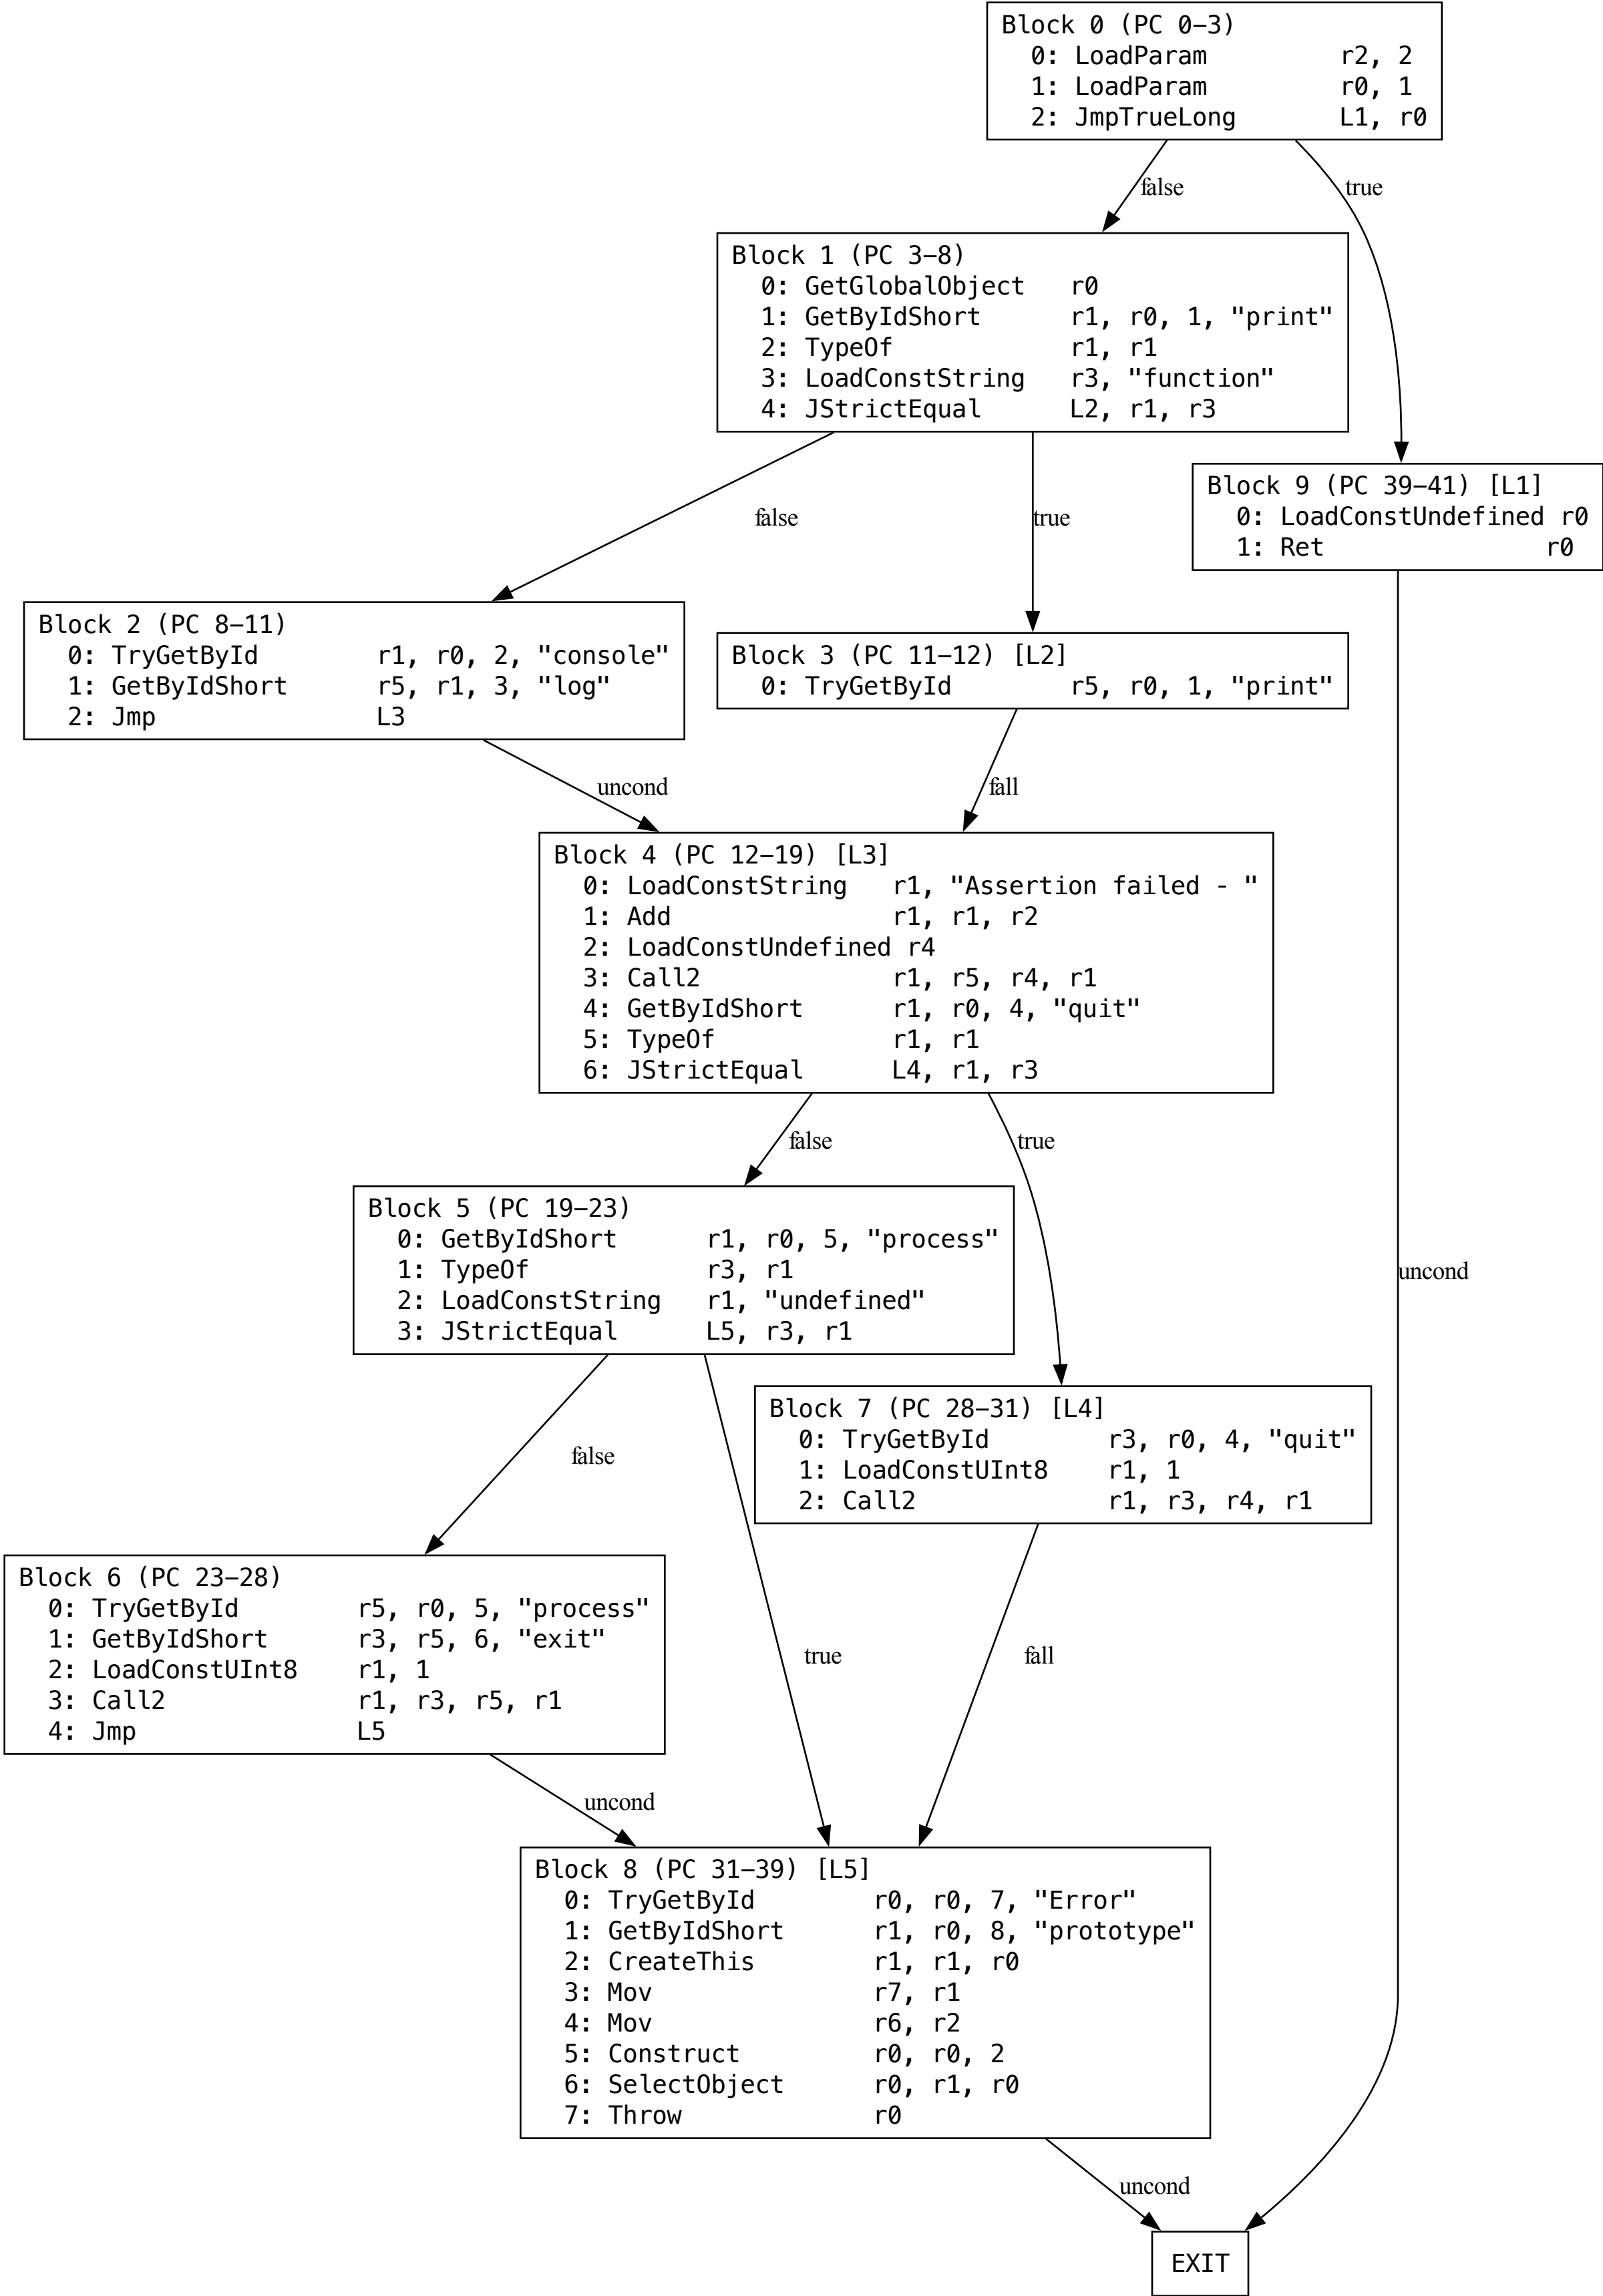 Block 0 (PC 0–3)
0: LoadParam r2, 2
1: LoadParam r0, 1
2: JmpTrueLong L1, r0
false
true
Block 1 (PC 3–8)
0: GetGlobalObject r0
1: GetByIdShort r1, r0, 1, "print"
2: TypeOf r1, r1
3: LoadConstString r3, "function"
4: JStrictEqual L2, r1, r3
false
true
Block 9 (PC 39–41) [L1]
0: LoadConstUndefined r0
1: Ret r0
Block 2 (PC 8–11)
0: TryGetById r1, r0, 2, "console"
1: GetByIdShort r5, r1, 3, "log"
2: Jmp L3
Block 3 (PC 11–12) [L2]
0: TryGetById r5, r0, 1, "print"
uncond
fall
Block 4 (PC 12–19) [L3]
0: LoadConstString r1, "Assertion failed - "
1: Add r1, r1, r2
2: LoadConstUndefined r4
3: Call2 r1, r5, r4, r1
4: GetByIdShort r1, r0, 4, "quit"
5: TypeOf r1, r1
6: JStrictEqual L4, r1, r3
false
true
Block 5 (PC 19–23)
0: GetByIdShort r1, r0, 5, "process"
1: TypeOf r3, r1
2: LoadConstString r1, "undefined"
3: JStrictEqual L5, r3, r1
uncond
Block 7 (PC 28–31) [L4]
0: TryGetById r3, r0, 4, "quit"
1: LoadConstUInt8 r1, 1
2: Call2 r1, r3, r4, r1
false
Block 6 (PC 23–28)
0: TryGetById r5, r0, 5, "process"
1: GetByIdShort r3, r5, 6, "exit"
2: LoadConstUInt8 r1, 1
3: Call2 r1, r3, r5, r1
4: Jmp L5
true
fall
uncond
Block 8 (PC 31–39) [L5]
0: TryGetById r0, r0, 7, "Error"
1: GetByIdShort r1, r0, 8, "prototype"
2: CreateThis r1, r1, r0
3: Mov r7, r1
4: Mov r6, r2
5: Construct r0, r0, 2
6: SelectObject r0, r1, r0
7: Throw r0
uncond
EXIT